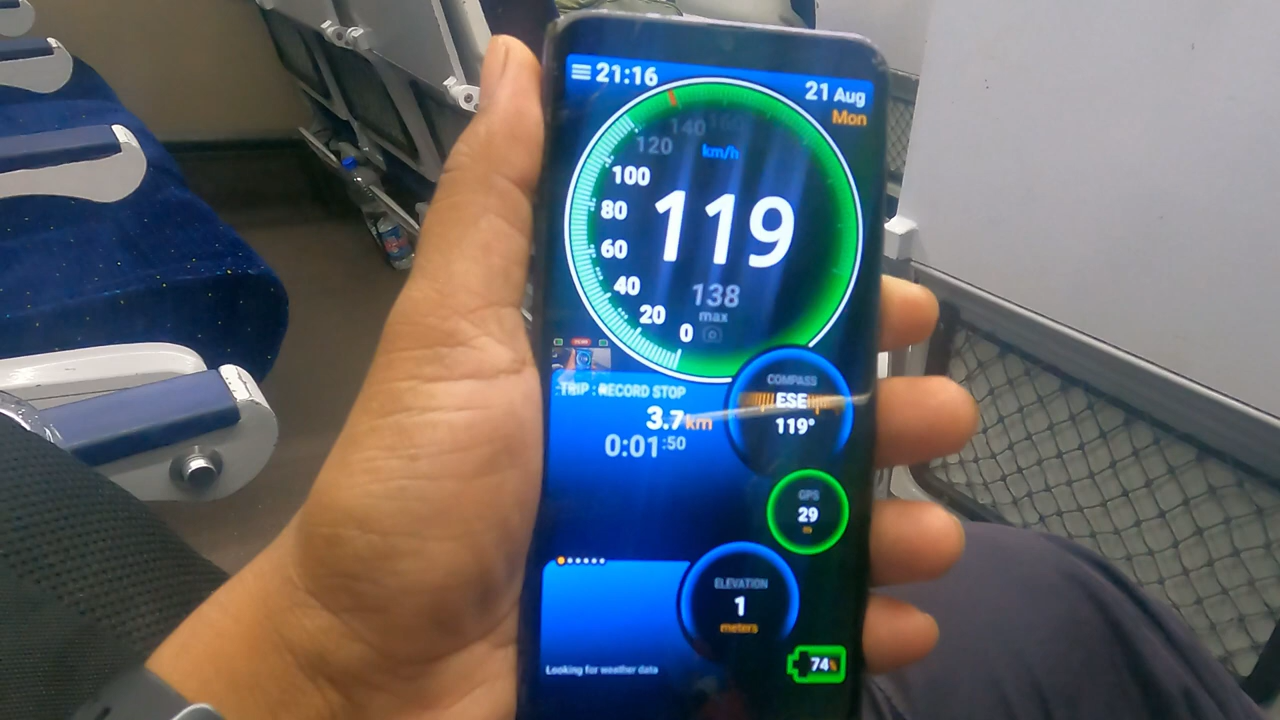 21:16
21 Aug
Mon
140 160
120
km/h
100
80
119
60
40
138
20
max
0
TRIP : RECORD STOP
3.7km
0:01:50
COMPASS
ESE
119°
GPS
29
m
ELEVATION
1
meters
Looking for weather data
74%